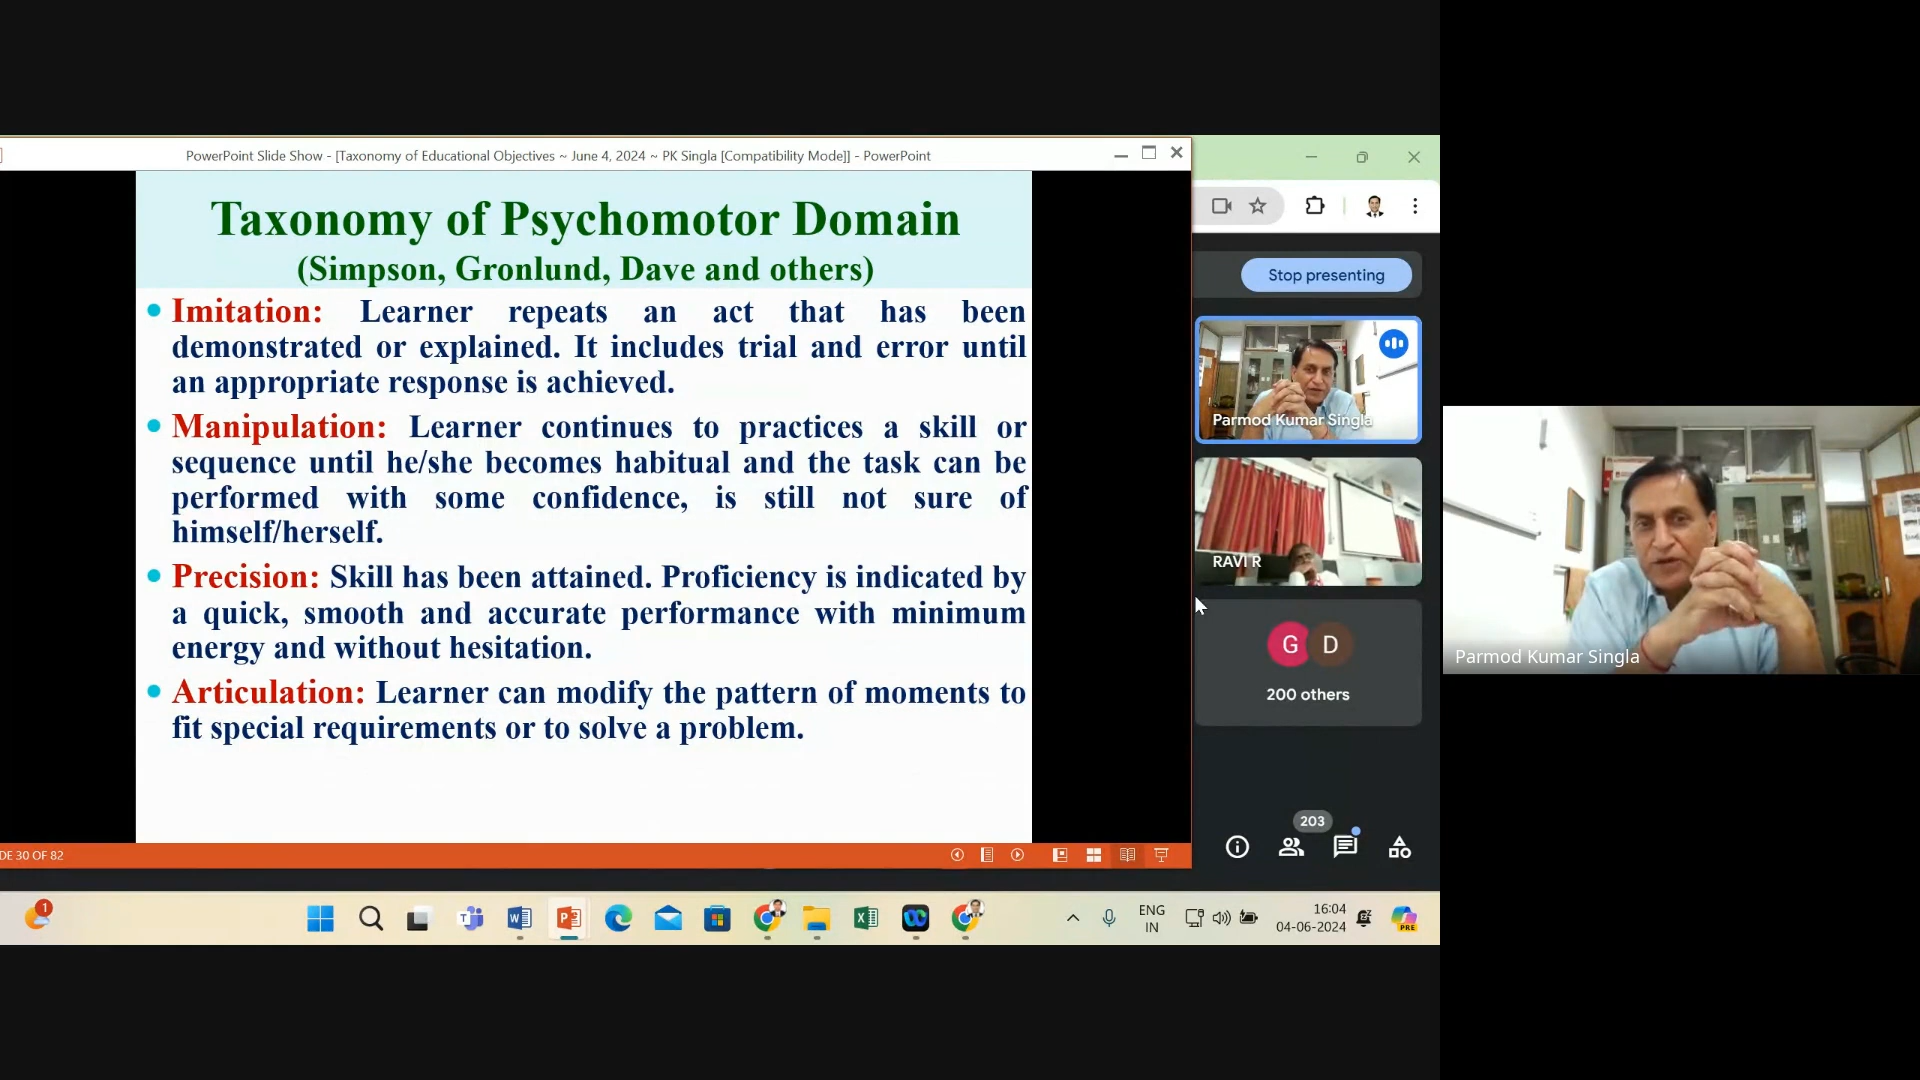 PowerPoint Slide Show - [Taxonomy of Educational Objectives ~ June 4, 2024 ~ PK Singla [Compatibility Mode]] - PowerPoint
Taxonomy of Psychomotor Domain
(Simpson, Gronlund, Dave and others)
Imitation: Learner repeats an act that has been
demonstrated or explained. It includes trial and error until
an appropriate response is achieved.
Manipulation: Learner continues to practices a skill or
sequence until he/she becomes habitual and the task can be
performed with some confidence, is still not sure of
himself/herself.
Precision: Skill has been attained. Proficiency is indicated by
a quick, smooth and accurate performance with minimum
energy and without hesitation.
Articulation: Learner can modify the pattern of moments to
fit special requirements or to solve a problem.
DE 30 OF 82
Stop presenting
Parmod Kumar Singla
RAVI R
G D
200 others
203
Parmod Kumar Singla
1
ENG
IN
16:04
04-06-2024
PRE